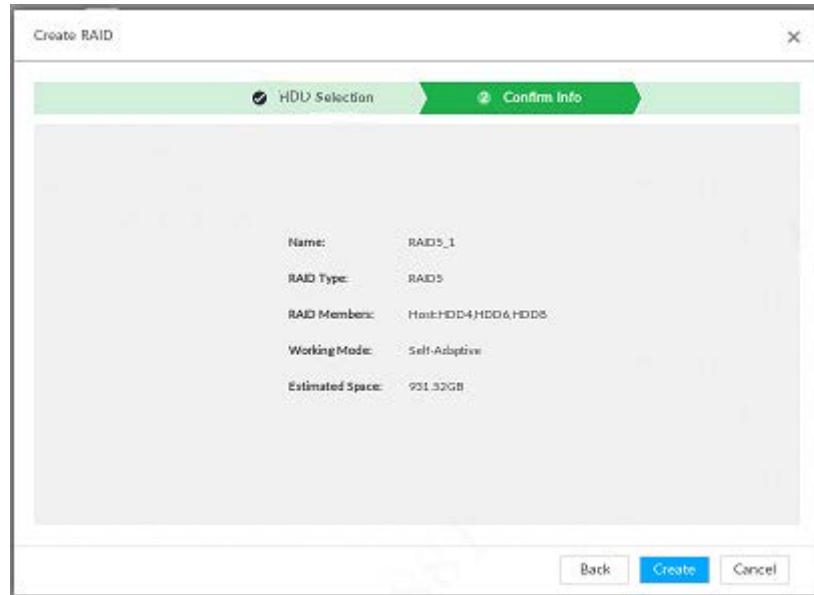 Create RAID
HDD Selection
2 Confirm Info
Name: RAID5_1
RAID Type: RAID5
RAID Members: Host:HDD4,HDD6,HDD8
Working Mode: Self-Adaptive
Estimated Space: 931.52GB
Back Create Cancel